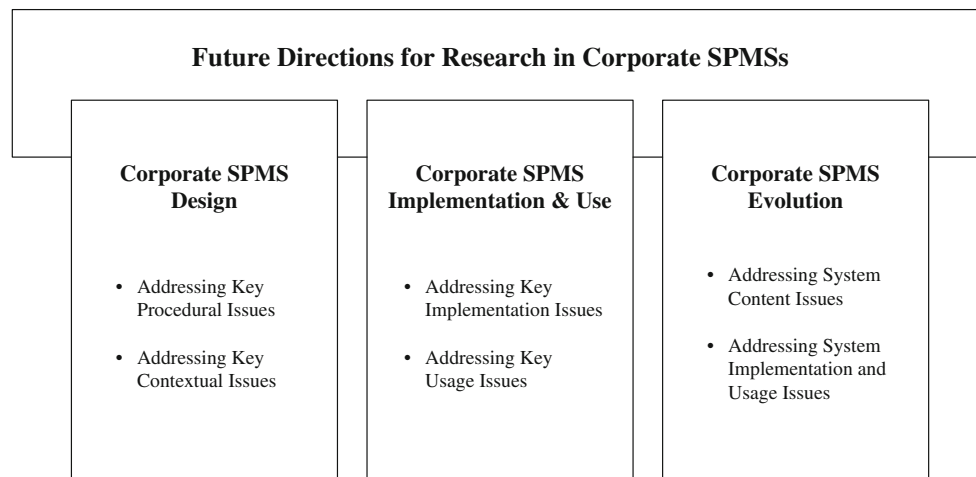 Future Directions for Research in Corporate SPMSs
Corporate SPMS
Design
• Addressing Key
Procedural Issues
• Addressing Key
Contextual Issues
Corporate SPMS
Implementation & Use
• Addressing Key
Implementation Issues
• Addressing Key
Usage Issues
Corporate SPMS
Evolution
• Addressing System
Content Issues
• Addressing System
Implementation and
Usage Issues